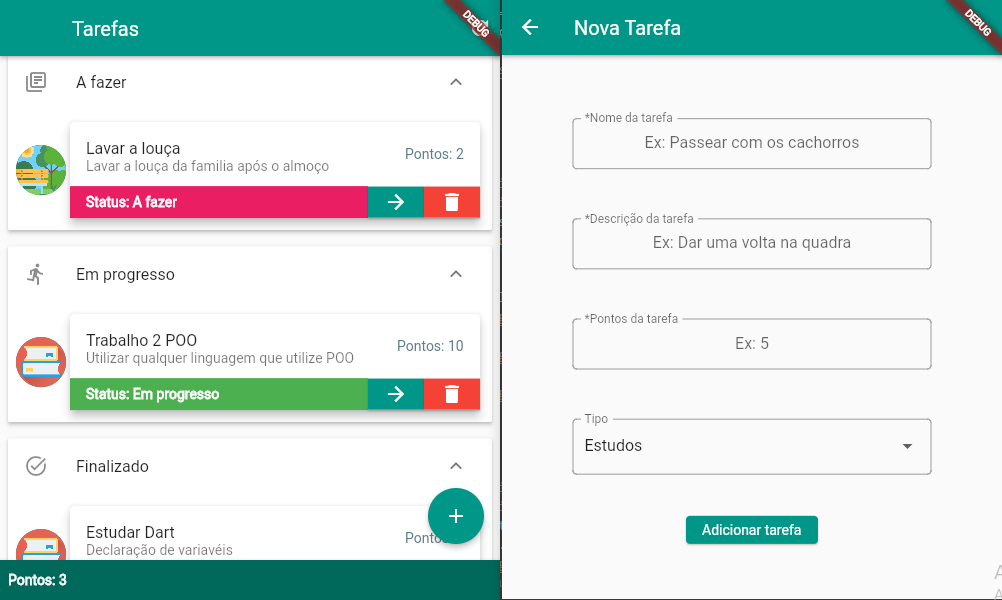 Tarefas
DEBUG
A fazer
Lavar a louça
Lavar a louça da familia após o almoço
Pontos: 2
Status: A fazer
Em progresso
Trabalho 2 POO
Utilizar qualquer linguagem que utilize POO
Pontos: 10
Status: Em progresso
Finalizado
Estudar Dart
Declaração de variavéis
Ponto
Pontos: 3
Nova Tarefa
DEBUG
*Nome da tarefa
Ex: Passear com os cachorros
*Descrição da tarefa
Ex: Dar uma volta na quadra
*Pontos da tarefa
Ex: 5
Tipo
Estudos
Adicionar tarefa